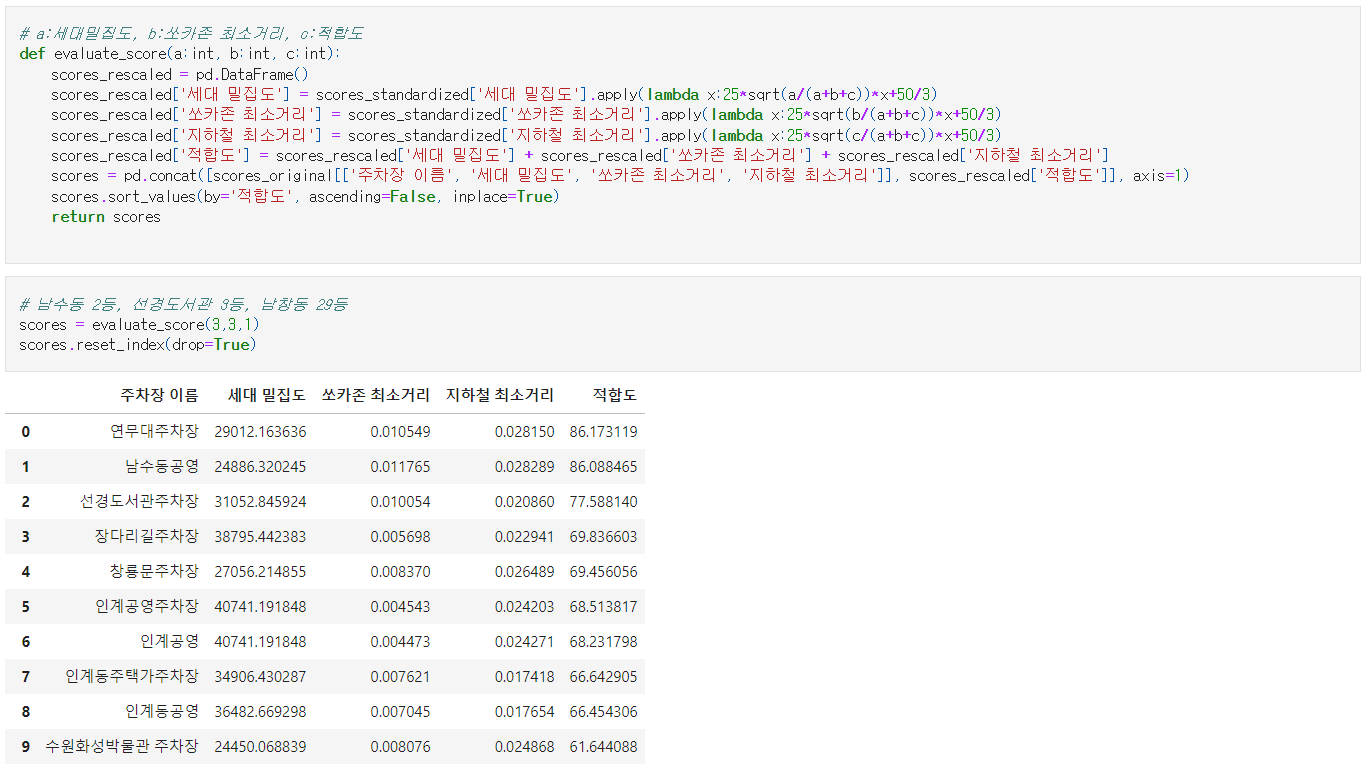 # a:세대밀집도, b:쏘카존 최소거리, c:적합도
def evaluate_score(a:int, b:int, c:int):
    scores_rescaled = pd.DataFrame()
    scores_rescaled['세대 밀집도'] = scores_standardized['세대 밀집도'].apply(lambda x:25*sqrt(a/(a+b+c))*x+50/3)
    scores_rescaled['쏘카존 최소거리'] = scores_standardized['쏘카존 최소거리'].apply(lambda x:25*sqrt(b/(a+b+c))*x+50/3)
    scores_rescaled['지하철 최소거리'] = scores_standardized['지하철 최소거리'].apply(lambda x:25*sqrt(c/(a+b+c))*x+50/3)
    scores_rescaled['적합도'] = scores_rescaled['세대 밀집도'] + scores_rescaled['쏘카존 최소거리'] + scores_rescaled['지하철 최소거리']
    scores = pd.concat([scores_original[['주차장 이름', '세대 밀집도', '쏘카존 최소거리', '지하철 최소거리']], scores_rescaled['적합도']], axis=1)
    scores.sort_values(by='적합도', ascending=False, inplace=True)
    return scores
# 남수동 2등, 선경도서관 3등, 남창동 29등
scores = evaluate_score(3,3,1)
scores.reset_index(drop=True)
주차장 이름 세대 밀집도 쏘카존 최소거리 지하철 최소거리 적합도
0 연무대주차장 29012.163636 0.010549 0.028150 86.173119
1 남수동공영 24886.320245 0.011765 0.028289 86.088465
2 선경도서관주차장 31052.845924 0.010054 0.020860 77.588140
3 장다리길주차장 38795.442383 0.005698 0.022941 69.836603
4 창룡문주차장 27056.214855 0.008370 0.026489 69.456056
5 인계공영주차장 40741.191848 0.004543 0.024203 68.513817
6 인계공영 40741.191848 0.004473 0.024271 68.231798
7 인계동주택가주차장 34906.430287 0.007621 0.017418 66.642905
8 인계동공영 36482.669298 0.007045 0.017654 66.454306
9 수원화성박물관 주차장 24450.068839 0.008076 0.024868 61.644088